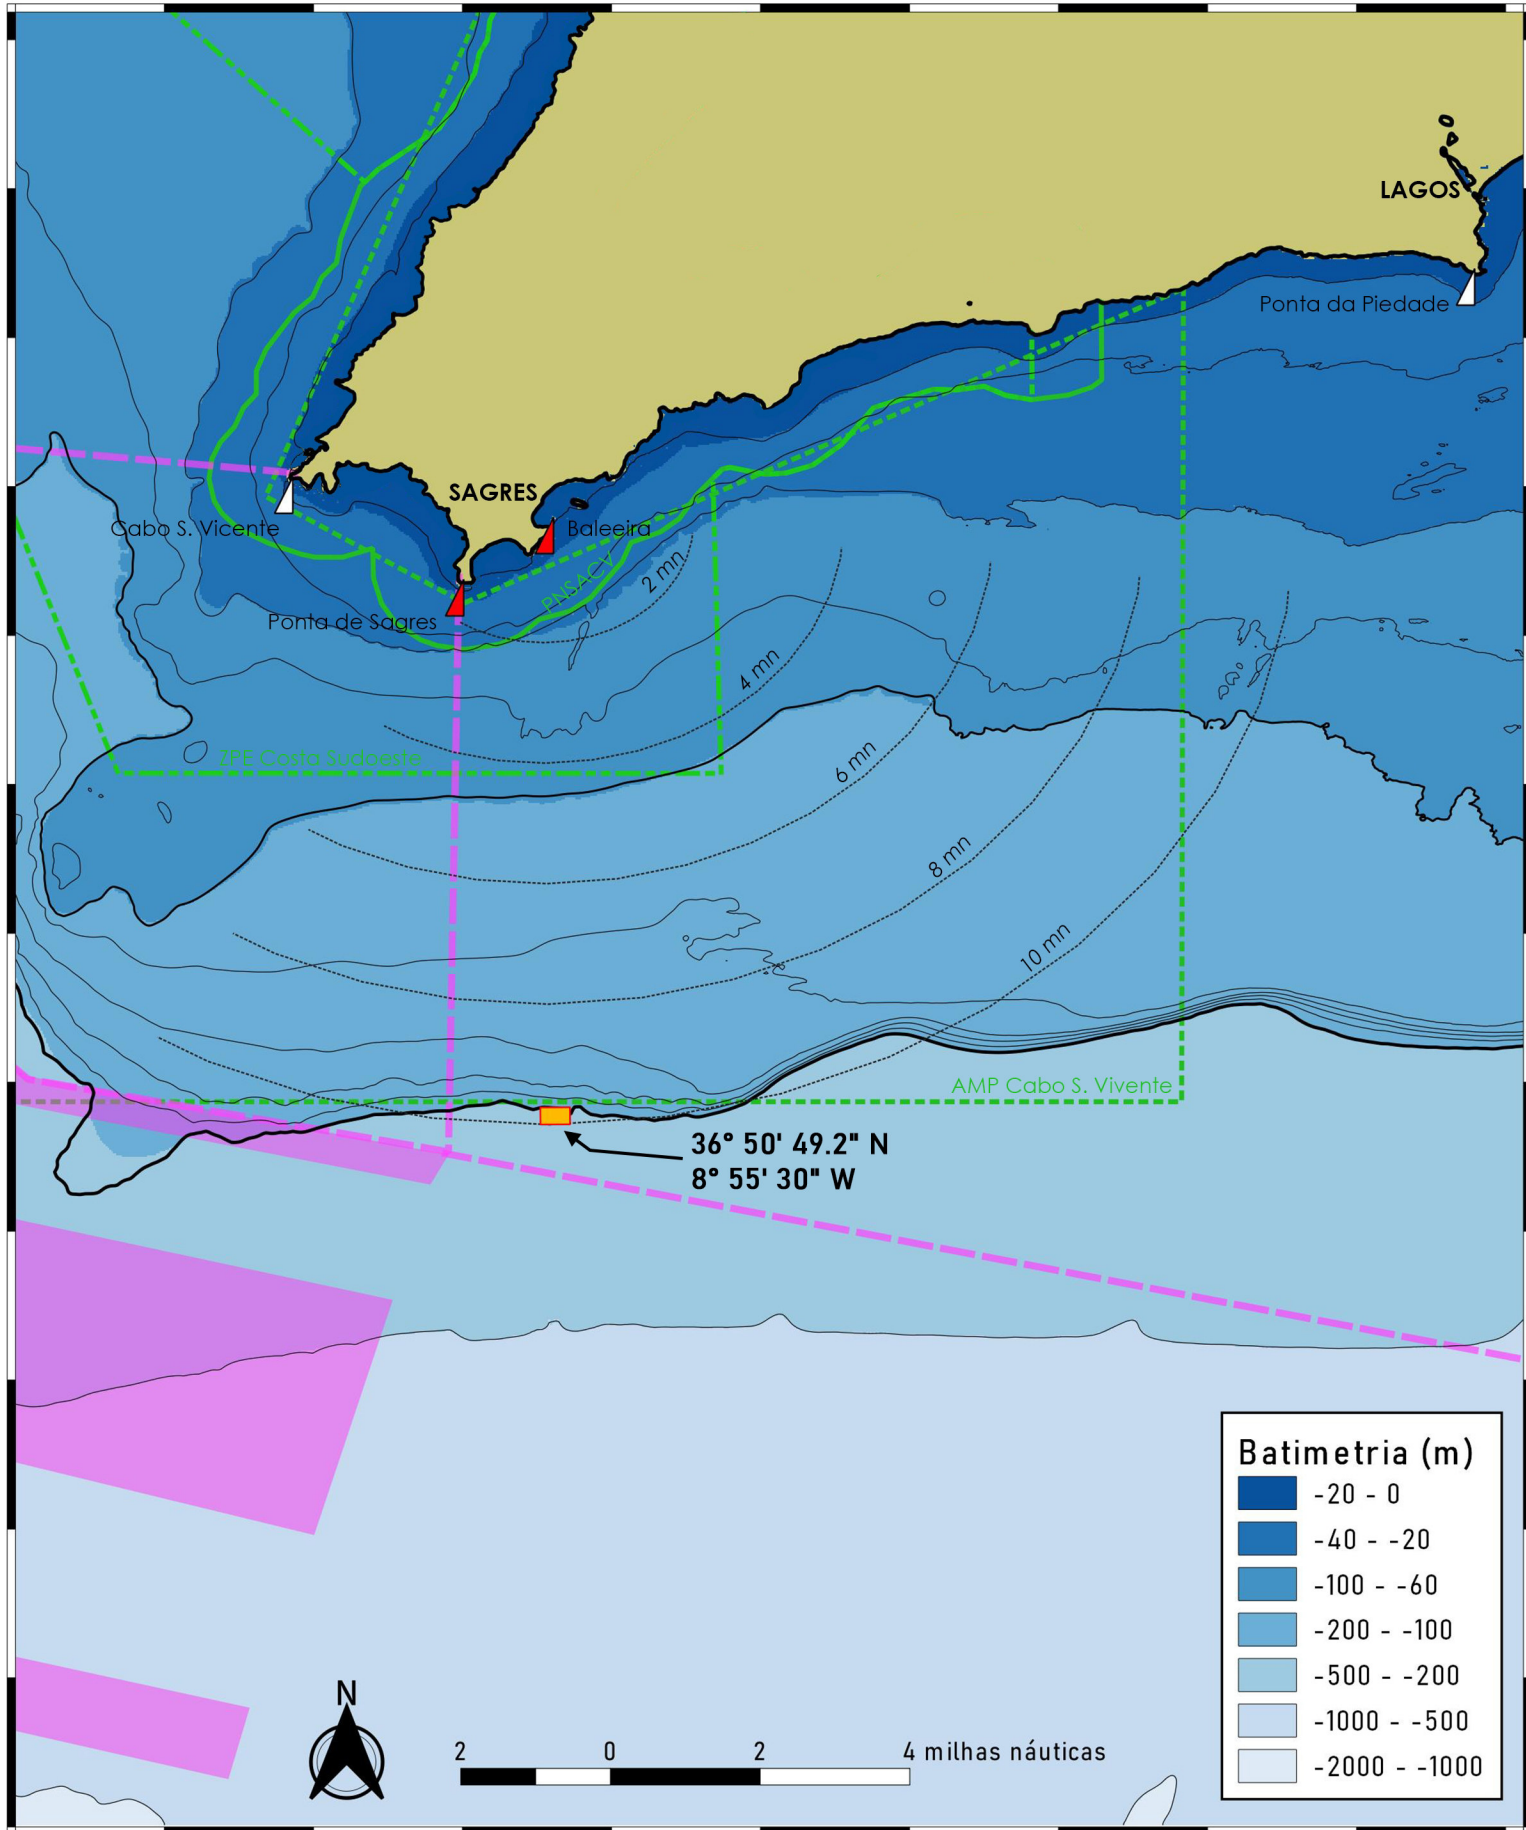 LAGOS
Ponta da Piedade
SAGRES
Cabo S. Vicente
Baleeira
PNSACV
2 mn
Ponta de Sagres
4 mn
ZPE Costa Sudoeste
6 mn
8 mn
10 mn
AMP Cabo S. Vivente
36° 50' 49.2" N
8° 55' 30" W
Batimetria (m)
-20 - 0
-40 - -20
-100 - -60
-200 - -100
-500 - -200
-1000 - -500
-2000 - -1000
N
2 0 2 4 milhas náuticas